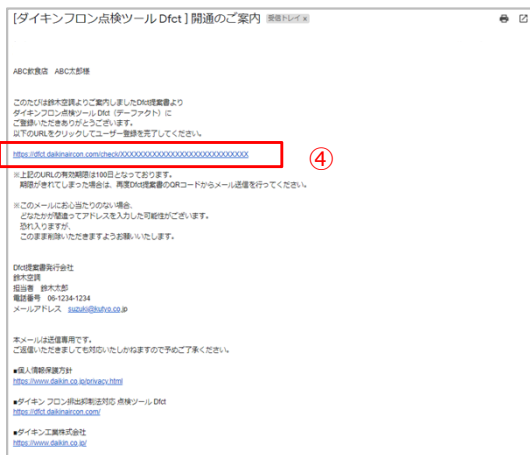 [ダイキンフロン点検ツール Dfct ] 開通のご案内 受信トレイ x
ABC飲食店 ABC太郎様
このたびは鈴木空調よりご案内しましたDfct提案書より
ダイキンフロン点検ツール Dfct（デーファクト）に
ご登録いただきありがとうございます。
以下のURLをクリックしてユーザー登録を完了してください。
https://dfct.daikinaircon.com/check/XXXXXXXXXXXXXXXXXXXXXXXXXXXX
④
※上記のURLの有効期限は100日となっております。
期限がきれてしまった場合は、再度Dfct提案書のQRコードからメール送信を行ってください。
※このメールにお心当たりのない場合、
どなたかが間違ってアドレスを入力した可能性がございます。
恐れ入りますが、
このまま削除いただきますようお願いいたします。
Dfct提案書発行会社
鈴木空調
担当者 鈴木太郎
電話番号 06-1234-1234
メールアドレス suzuki@kutyo.co.jp
本メールは送信専用です。
ご返信いただきましても対応いたしかねますので予めご了承ください。
■個人情報保護方針
https://www.daikin.co.jp/privacy.html
■ダイキン フロン排出抑制法対応 点検ツール Dfct
https://dfct.daikinaircon.com/
■ダイキン工業株式会社
https://www.daikin.co.jp/